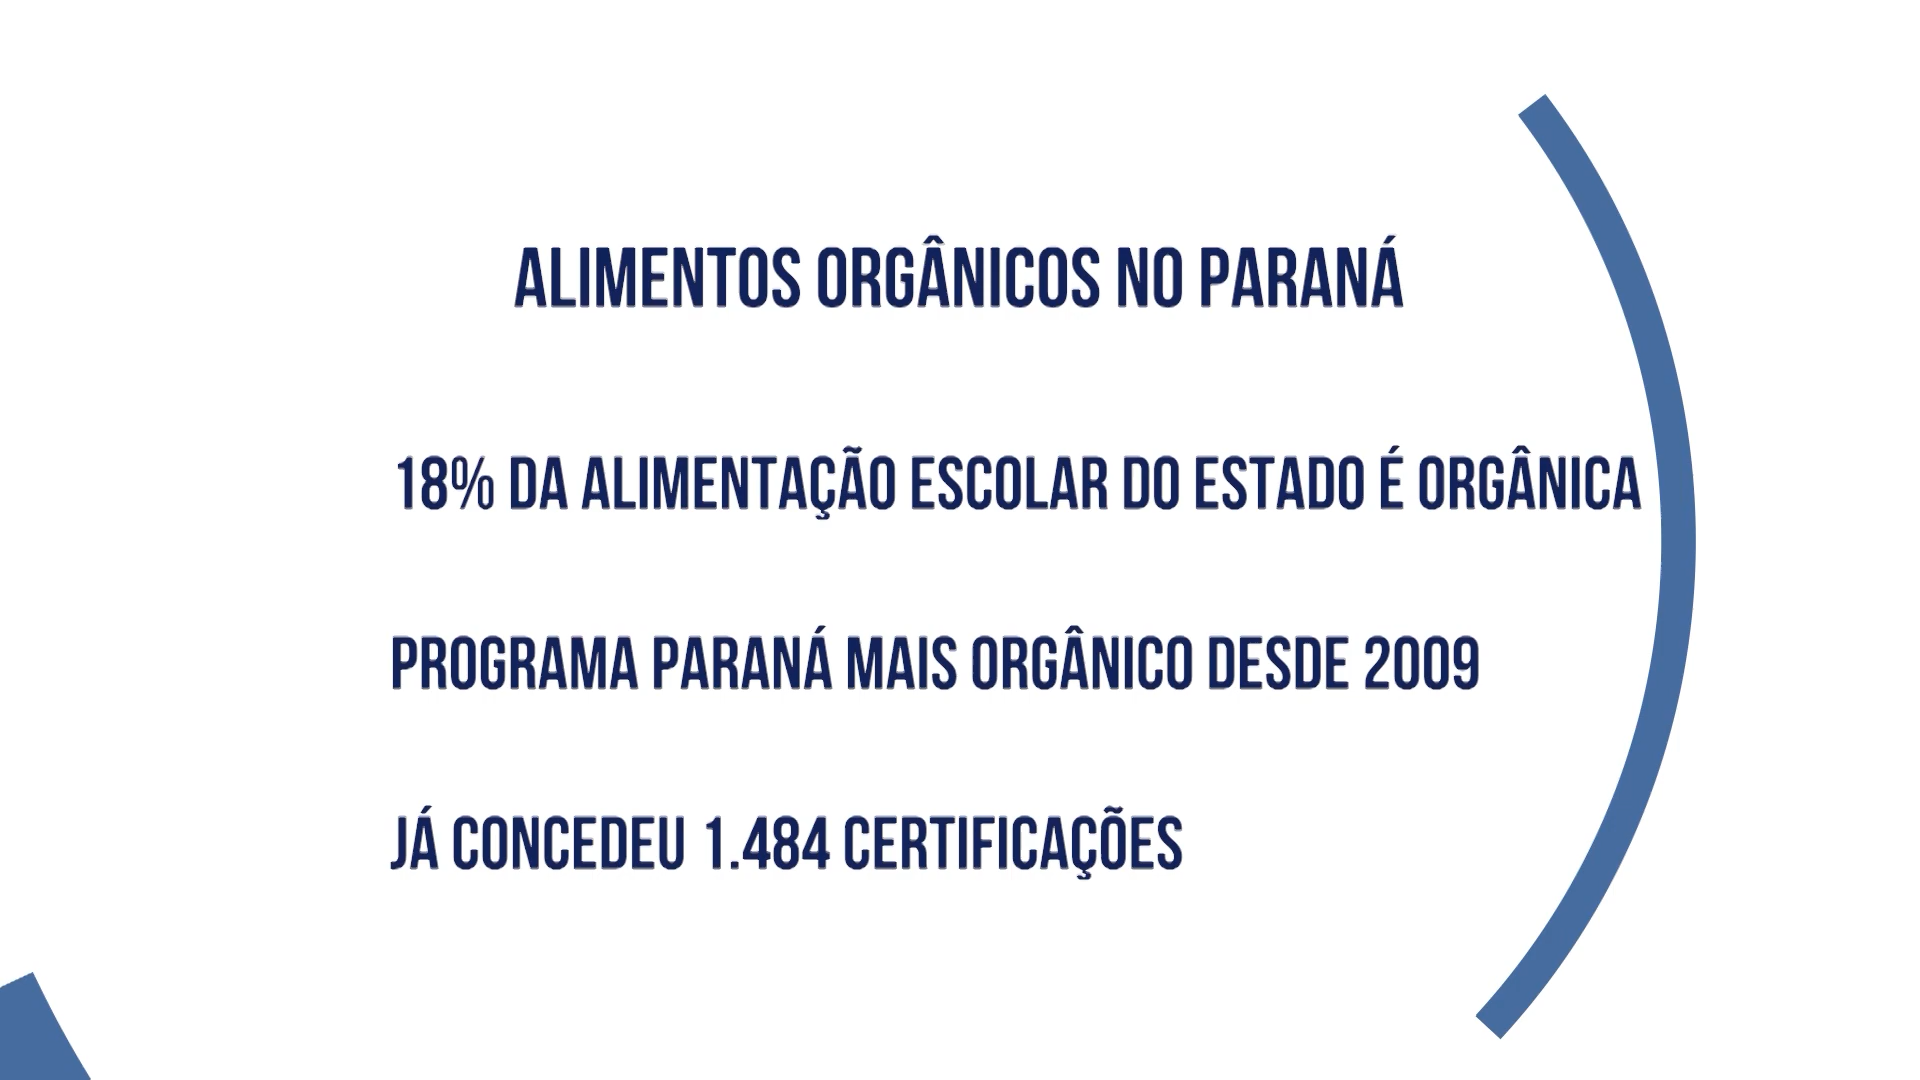 ALIMENTOS ORGÂNICOS NO PARANÁ
18% DA ALIMENTAÇÃO ESCOLAR DO ESTADO É ORGÂNICA
PROGRAMA PARANÁ MAIS ORGÂNICO DESDE 2009
JÁ CONCEDEU 1.484 CERTIFICAÇÕES